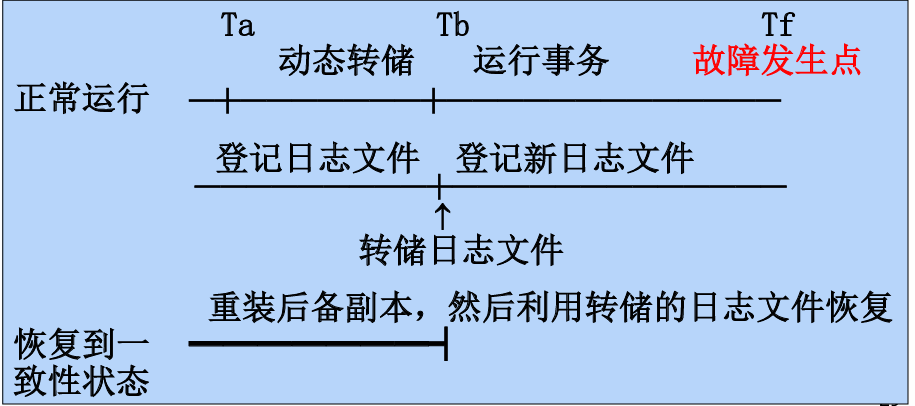 Ta Tb Tf
动态转储 运行事务 故障发生点
正常运行
登记日志文件 登记新日志文件
↑
转储日志文件
重装后备副本,然后利用转储的日志文件恢复
恢复到一
致性状态